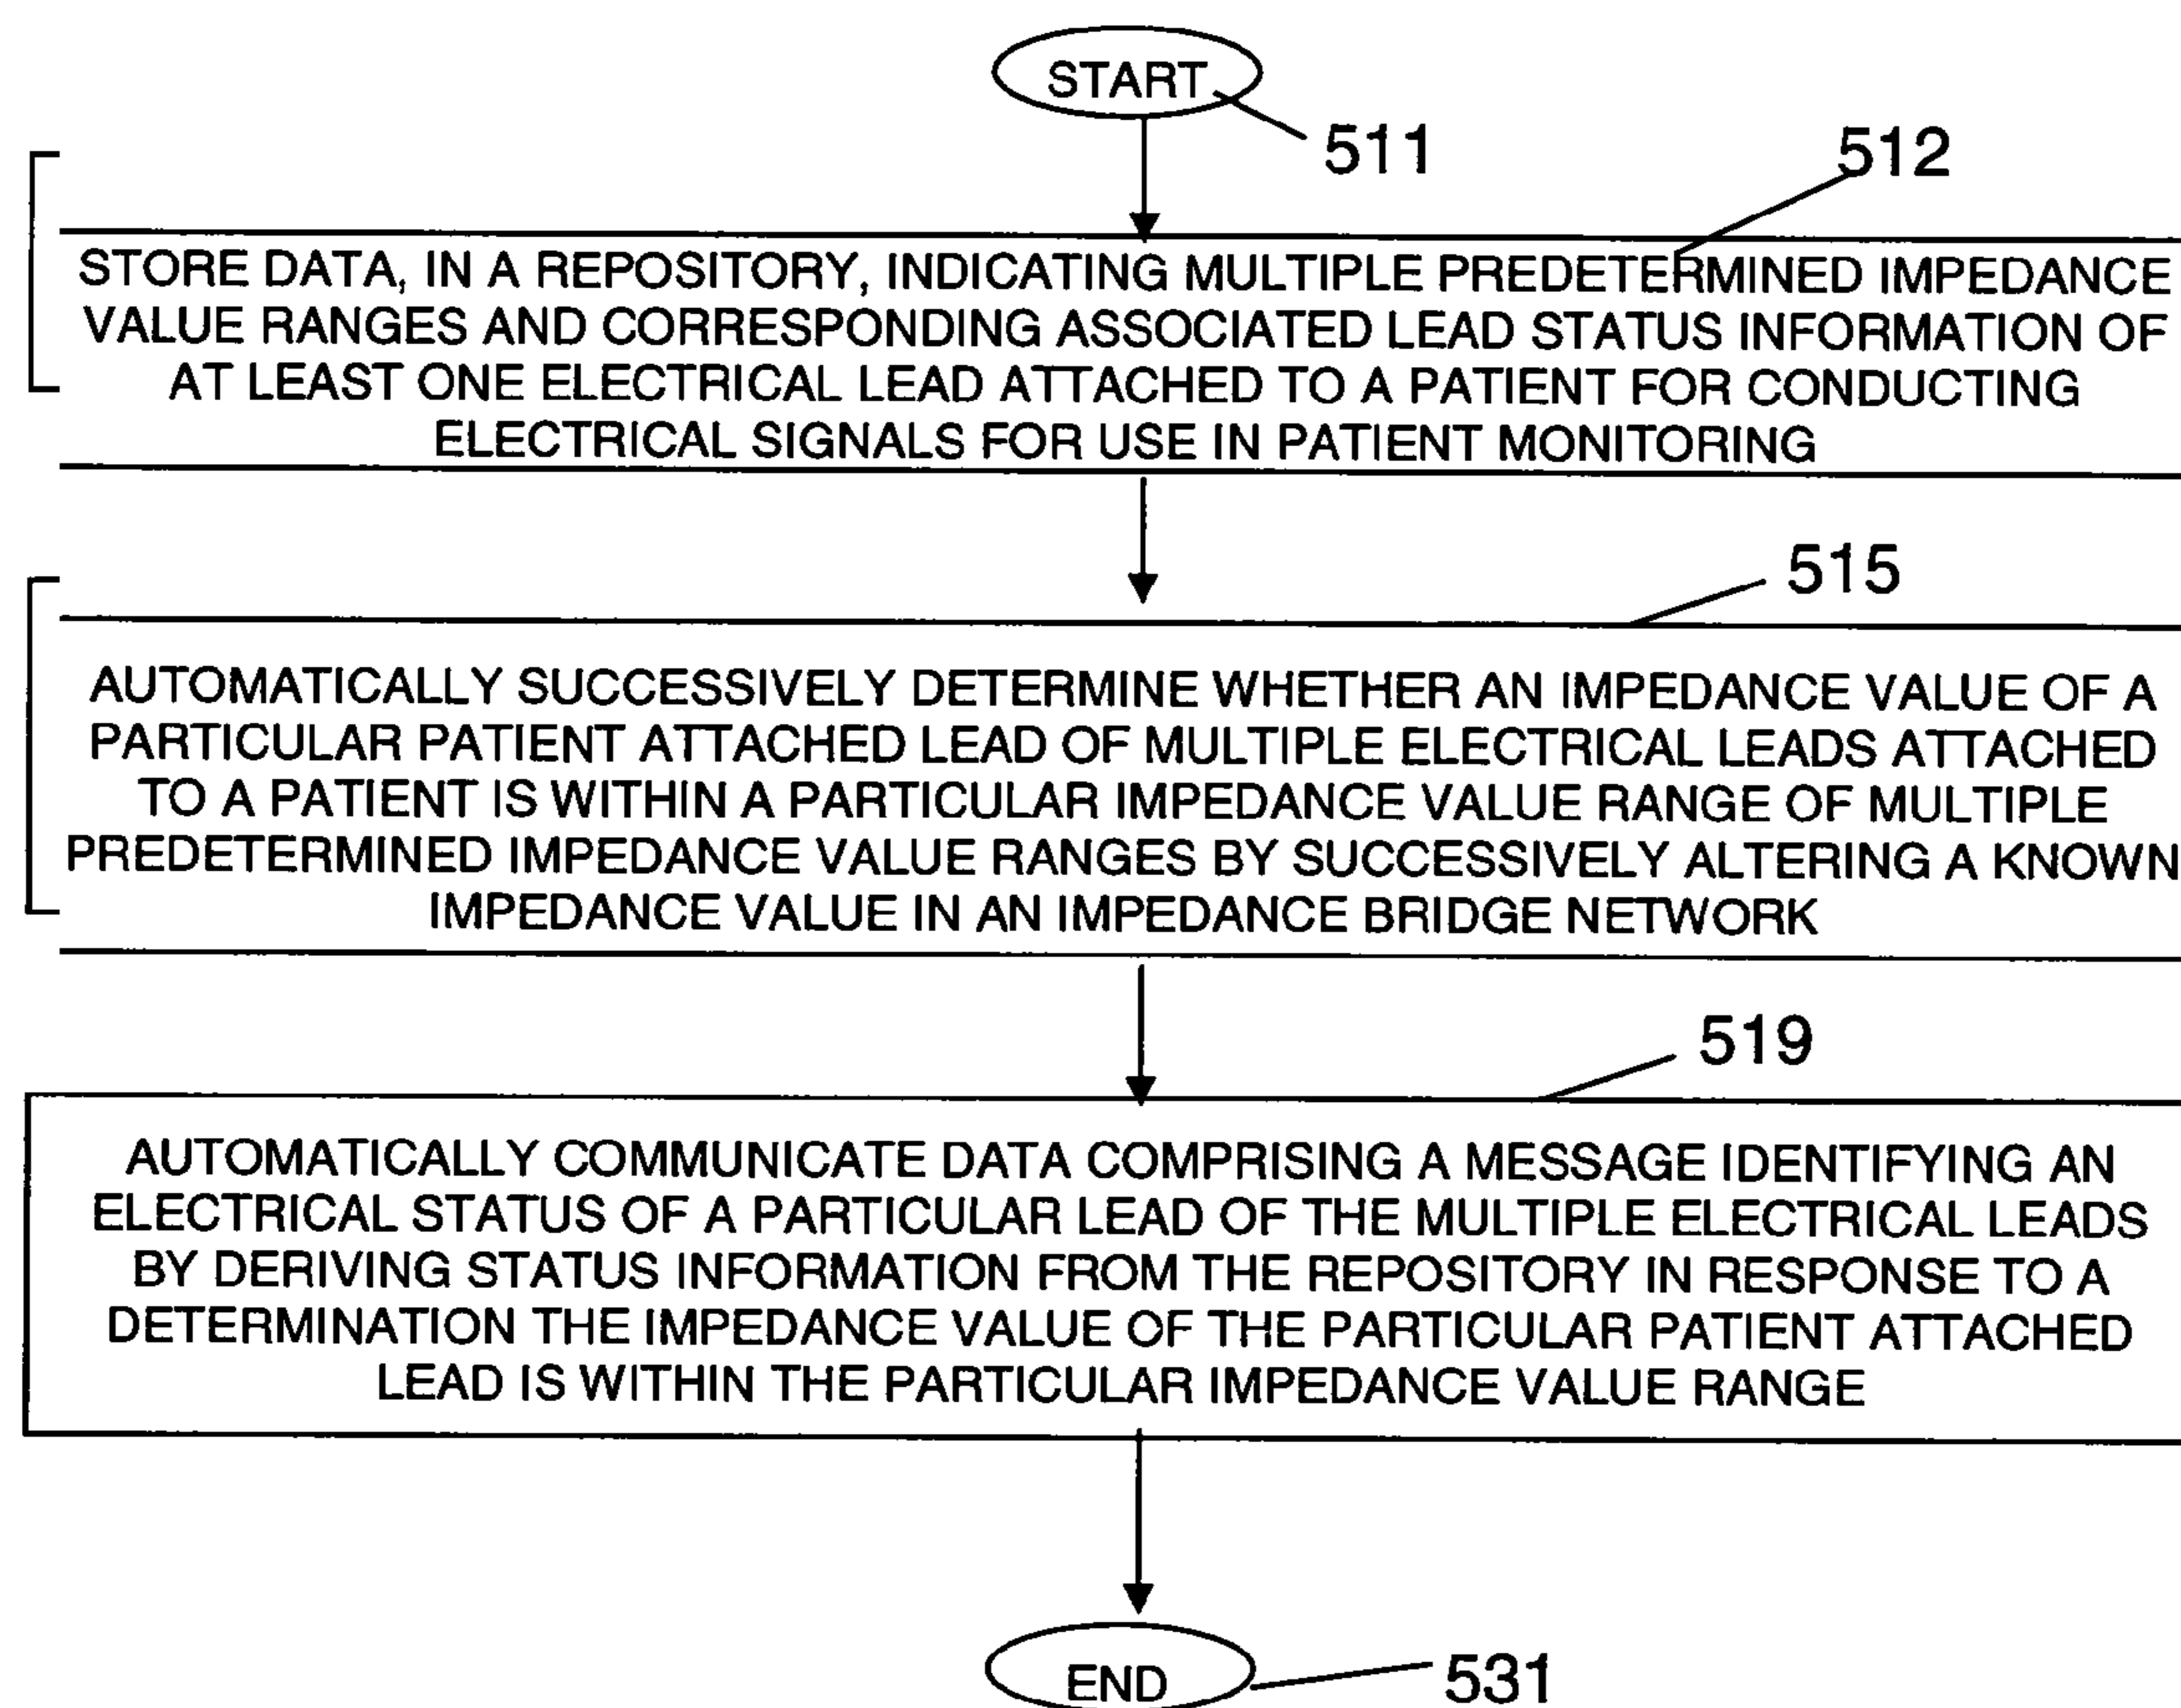 START
511
512
STORE DATA, IN A REPOSITORY, INDICATING MULTIPLE PREDETERMINED IMPEDANCE
VALUE RANGES AND CORRESPONDING ASSOCIATED LEAD STATUS INFORMATION OF
AT LEAST ONE ELECTRICAL LEAD ATTACHED TO A PATIENT FOR CONDUCTING
ELECTRICAL SIGNALS FOR USE IN PATIENT MONITORING
515
AUTOMATICALLY SUCCESSIVELY DETERMINE WHETHER AN IMPEDANCE VALUE OF A
PARTICULAR PATIENT ATTACHED LEAD OF MULTIPLE ELECTRICAL LEADS ATTACHED
TO A PATIENT IS WITHIN A PARTICULAR IMPEDANCE VALUE RANGE OF MULTIPLE
PREDETERMINED IMPEDANCE VALUE RANGES BY SUCCESSIVELY ALTERING A KNOWN
IMPEDANCE VALUE IN AN IMPEDANCE BRIDGE NETWORK
519
AUTOMATICALLY COMMUNICATE DATA COMPRISING A MESSAGE IDENTIFYING AN
ELECTRICAL STATUS OF A PARTICULAR LEAD OF THE MULTIPLE ELECTRICAL LEADS
BY DERIVING STATUS INFORMATION FROM THE REPOSITORY IN RESPONSE TO A
DETERMINATION THE IMPEDANCE VALUE OF THE PARTICULAR PATIENT ATTACHED
LEAD IS WITHIN THE PARTICULAR IMPEDANCE VALUE RANGE
END
531